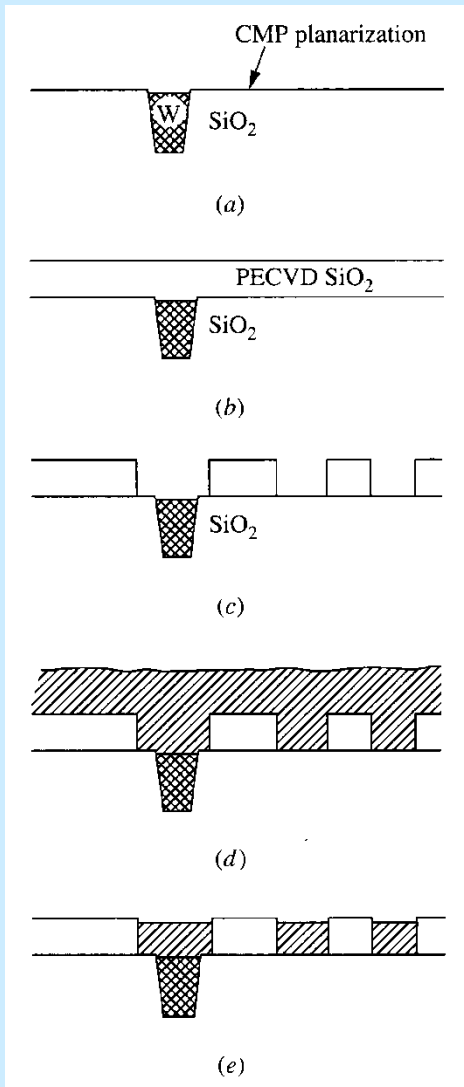 CMP planarization
W
SiO₂
(a)
PECVD SiO₂
SiO₂
(b)
SiO₂
(c)
(d)
(e)